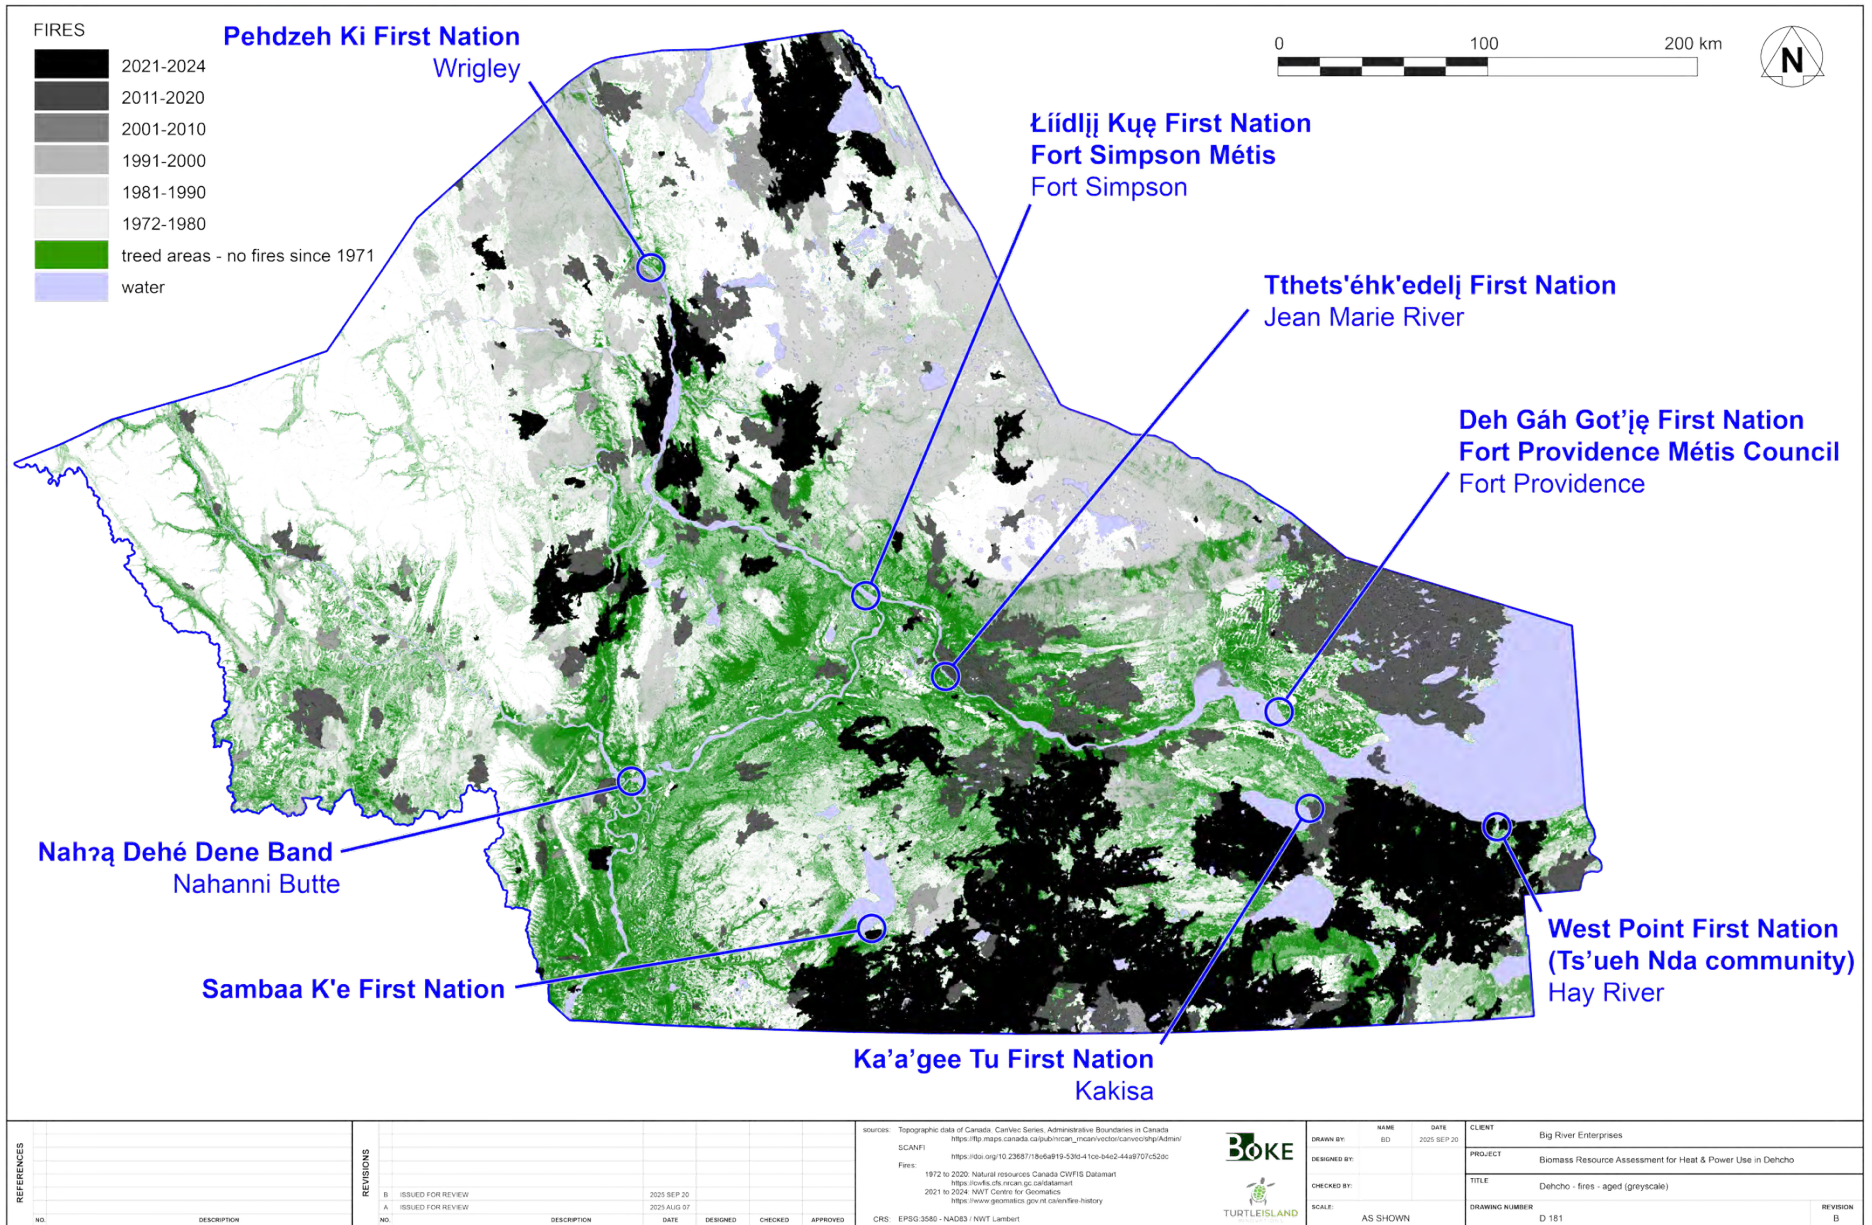 FIRES
2021-2024
2011-2020
2001-2010
1991-2000
1981-1990
1972-1980
treed areas - no fires since 1971
water
Pehdzeh Ki First Nation
Wrigley
0 100 200 km
N
Łíídlįį Kųę First Nation
Fort Simpson Métis
Fort Simpson
Tthets'éhk'edelį First Nation
Jean Marie River
Deh Gáh Got’įę First Nation
Fort Providence Métis Council
Fort Providence
Nahɂą Dehé Dene Band
Nahanni Butte
Sambaa K'e First Nation
West Point First Nation
(Ts’ueh Nda community)
Hay River
Ka’a’gee Tu First Nation
Kakisa
REFERENCES
NO. DESCRIPTION
REVISIONS
B ISSUED FOR REVIEW 2025 SEP 20
A ISSUED FOR REVIEW 2025 AUG 07
NO. DESCRIPTION DATE DESIGNED CHECKED APPROVED
sources: Topographic data of Canada, CanVec Series, Administrative Boundaries in Canada
SCANFI
Fires:
1972 to 2020: Natural resources Canada CWFIS Datamart
https://cwfis.cfs.nrcan.gc.ca/datamart
2021 to 2024: NWT Centre for Geomatics
CRS: EPSG:3580 - NAD83 / NWT Lambert
BOKE
TURTLEISLAND
NAME DATE
DRAWN BY: BD 2025 SEP 20
DESIGNED BY:
CHECKED BY:
SCALE: AS SHOWN
CLIENT
Big River Enterprises
PROJECT
Biomass Resource Assessment for Heat & Power Use in Dehcho
TITLE
Dehcho - fires - aged (greyscale)
DRAWING NUMBER
D 181
REVISION
B